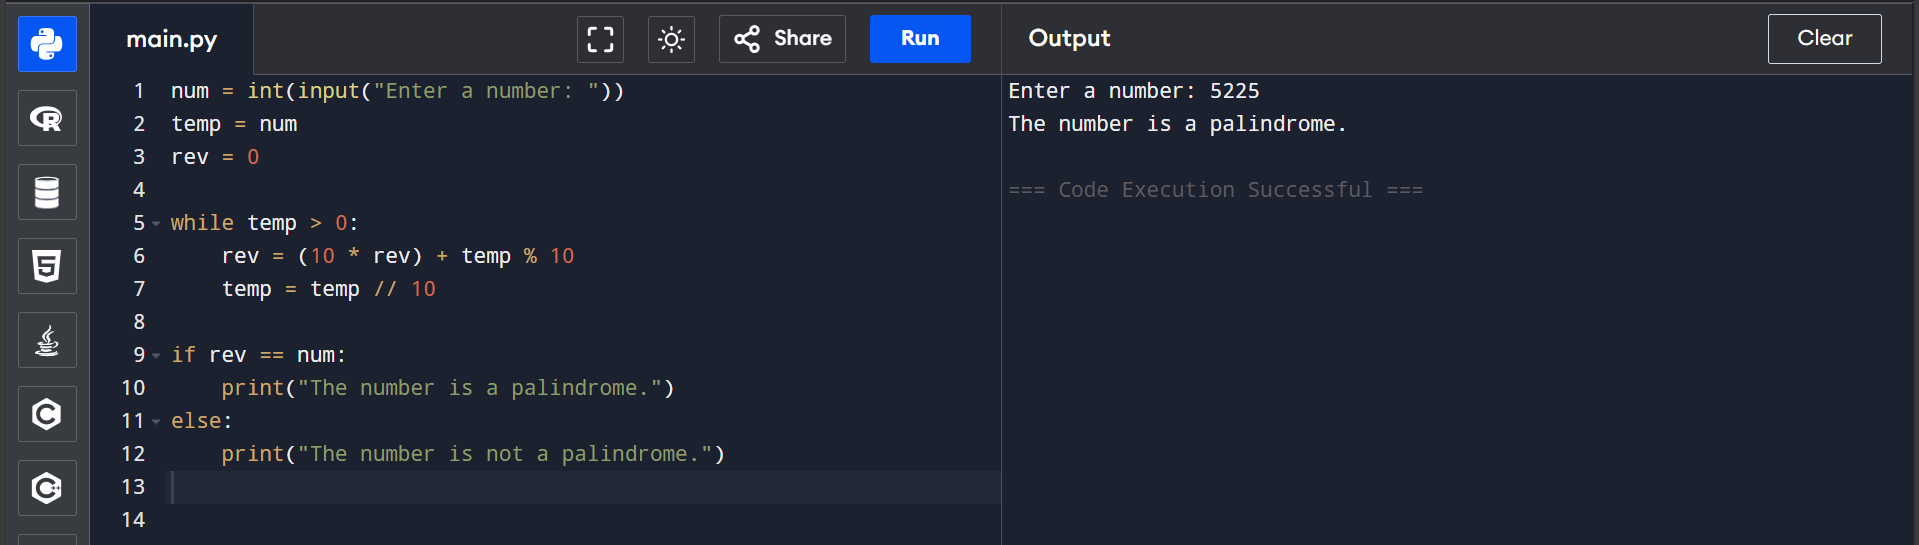 main.py
Share
Run
Output
Clear
1 num = int(input("Enter a number: "))
2 temp = num
3 rev = 0
4
5 while temp > 0:
6     rev = (10 * rev) + temp % 10
7     temp = temp // 10
8
9 if rev == num:
10     print("The number is a palindrome.")
11 else:
12     print("The number is not a palindrome.")
13
14
Enter a number: 5225
The number is a palindrome.
=== Code Execution Successful ===
R
5
C
C++